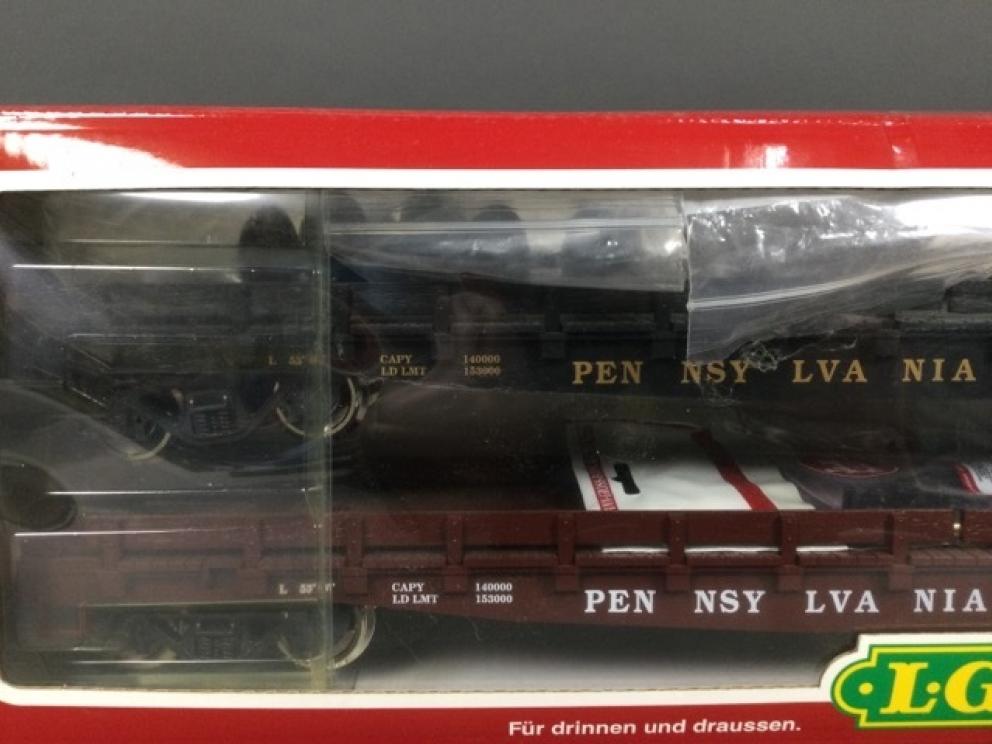 L 53' 6"
CAPY 140000
LD LMT 153000
PEN NSY LVA NIA
L 53' 6"
CAPY 140000
LD LMT 153000
PEN NSY LVA NIA
L·G
Für drinnen und draussen.